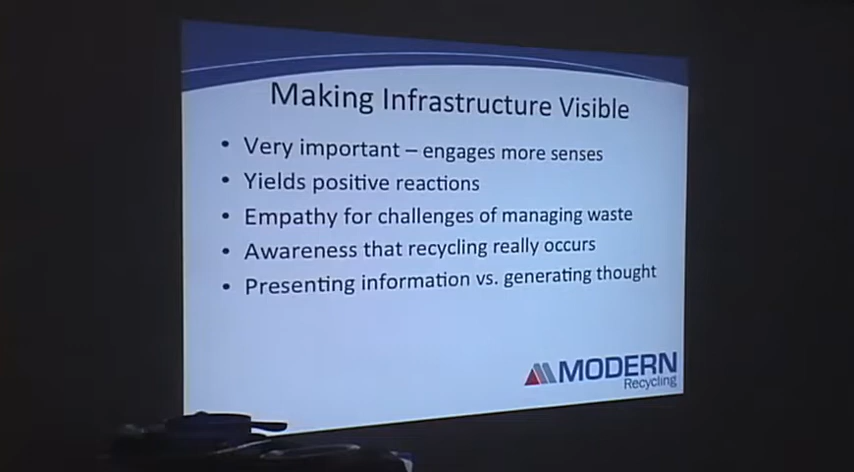 Making Infrastructure Visible
• Very important – engages more senses
• Yields positive reactions
• Empathy for challenges of managing waste
• Awareness that recycling really occurs
• Presenting information vs. generating thought
MODERN
Recycling